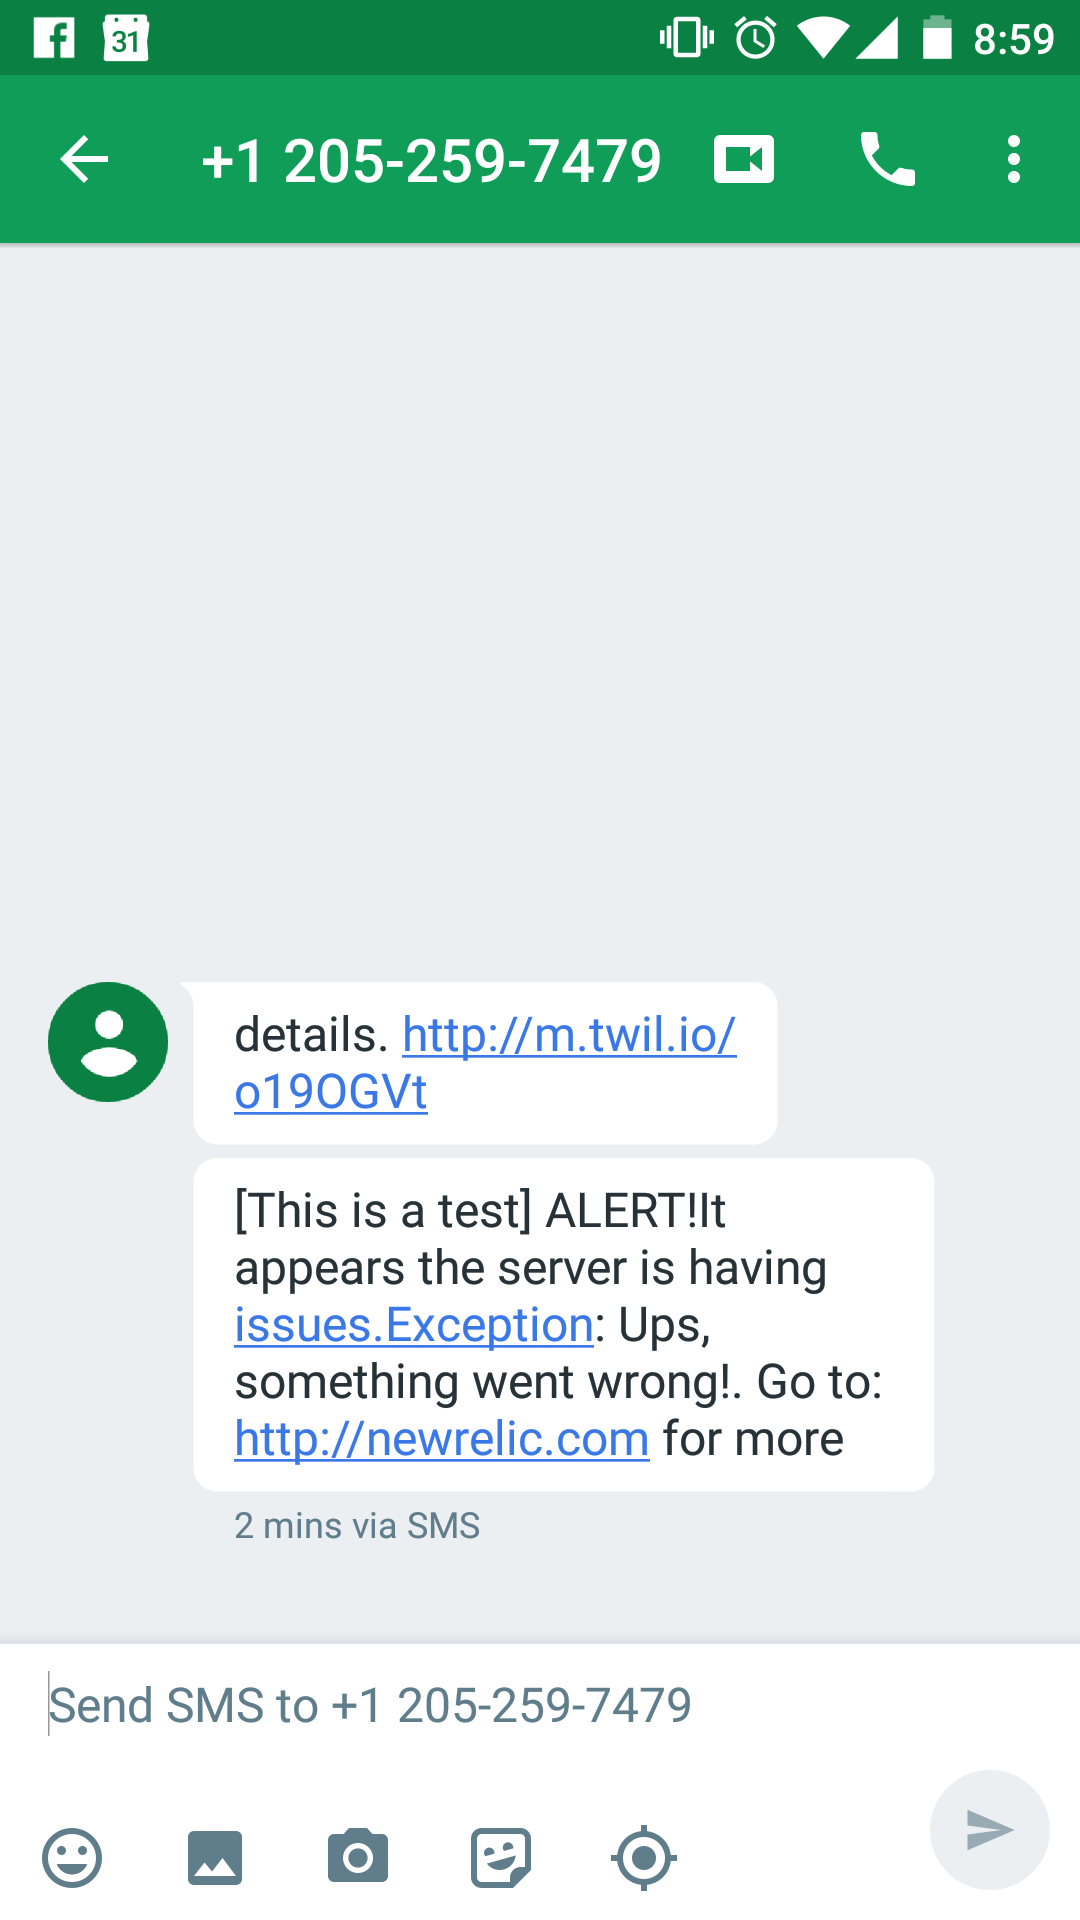 31
8:59
+1 205-259-7479
details. http://m.twil.io/
o19OGVt
[This is a test] ALERT!It
appears the server is having
issues.Exception: Ups,
something went wrong!. Go to:
http://newrelic.com for more
2 mins via SMS
Send SMS to +1 205-259-7479